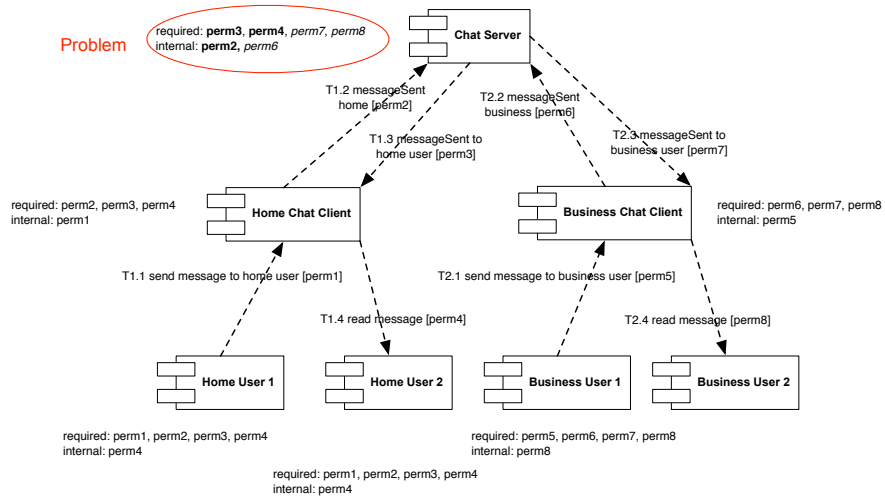 Problem
required: perm3, perm4, perm7, perm8
internal: perm2, perm6
Chat Server
T1.2 messageSent
home [perm2]
T2.2 messageSent
business [perm6]
T1.3 messageSent to
home user [perm3]
T2.3 messageSent to
business user [perm7]
required: perm2, perm3, perm4
internal: perm1
Home Chat Client
Business Chat Client
required: perm6, perm7, perm8
internal: perm5
T1.1 send message to home user [perm1]
T2.1 send message to business user [perm5]
T1.4 read message [perm4]
T2.4 read message [perm8]
Home User 1
Home User 2
Business User 1
Business User 2
required: perm1, perm2, perm3, perm4
internal: perm4
required: perm5, perm6, perm7, perm8
internal: perm8
required: perm1, perm2, perm3, perm4
internal: perm4